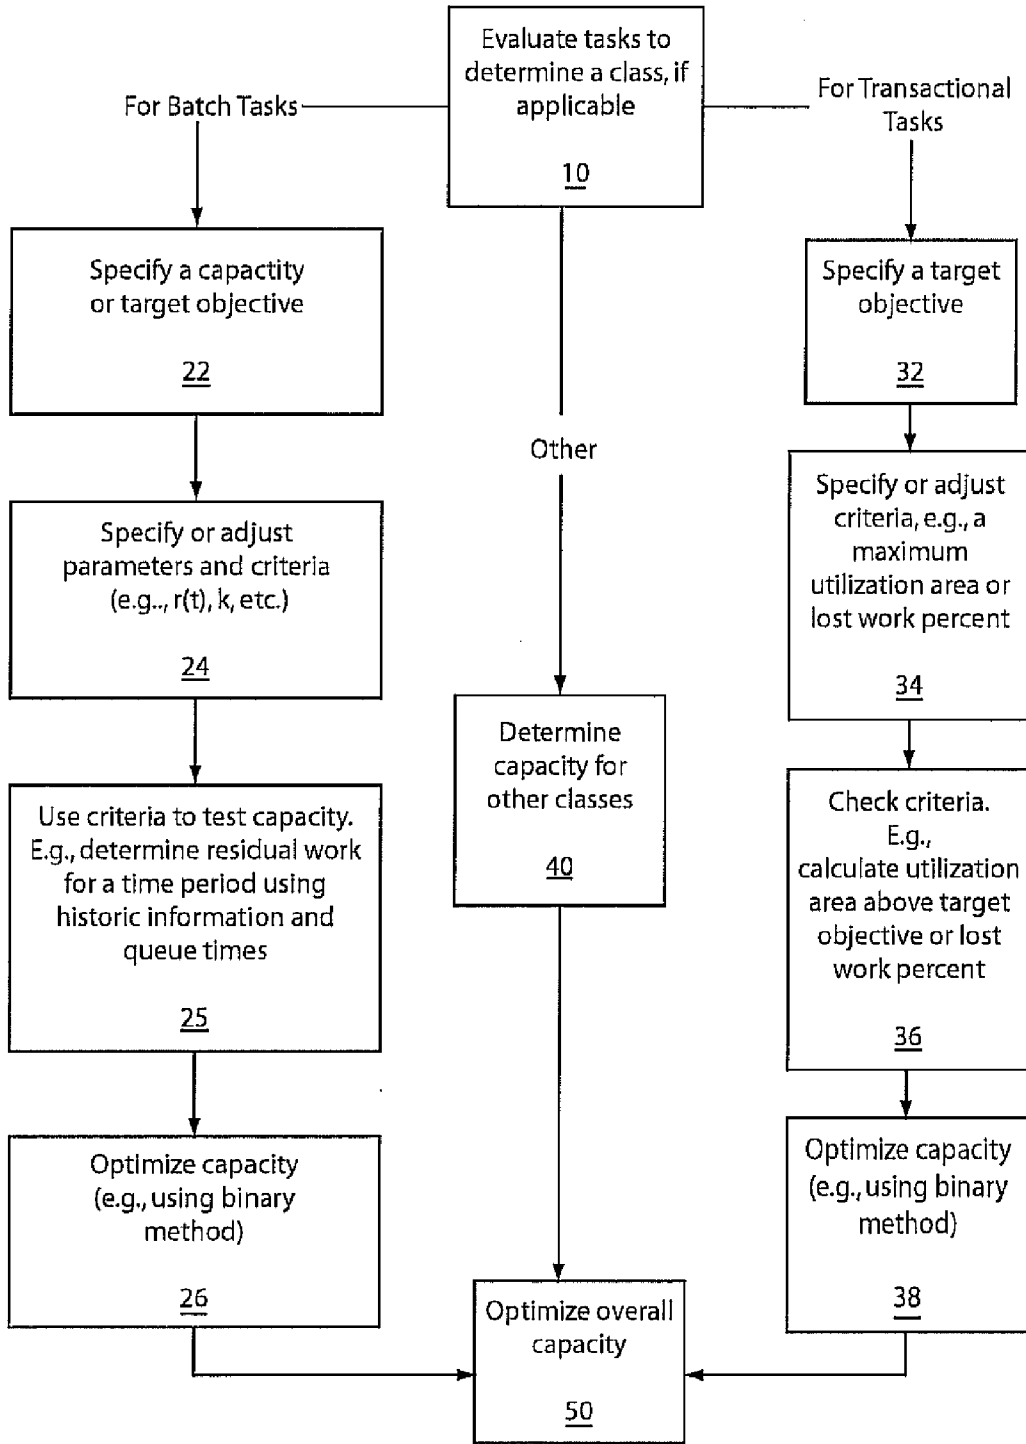 Evaluate tasks to
determine a class, if
applicable
10
For Batch Tasks
For Transactional
Tasks
Specify a capactity
or target objective
22
Specify or adjust
parameters and criteria
(e.g.., r(t), k, etc.)
24
Use criteria to test capacity.
E.g., determine residual work
for a time period using
historic information and
queue times
25
Optimize capacity
(e.g., using binary
method)
26
Other
Determine
capacity for
other classes
40
Specify a target
objective
32
Specify or adjust
criteria, e.g., a
maximum
utilization area or
lost work percent
34
Check criteria.
E.g.,
calculate utilization
area above target
objective or lost
work percent
36
Optimize capacity
(e.g., using binary
method)
38
Optimize overall
capacity
50